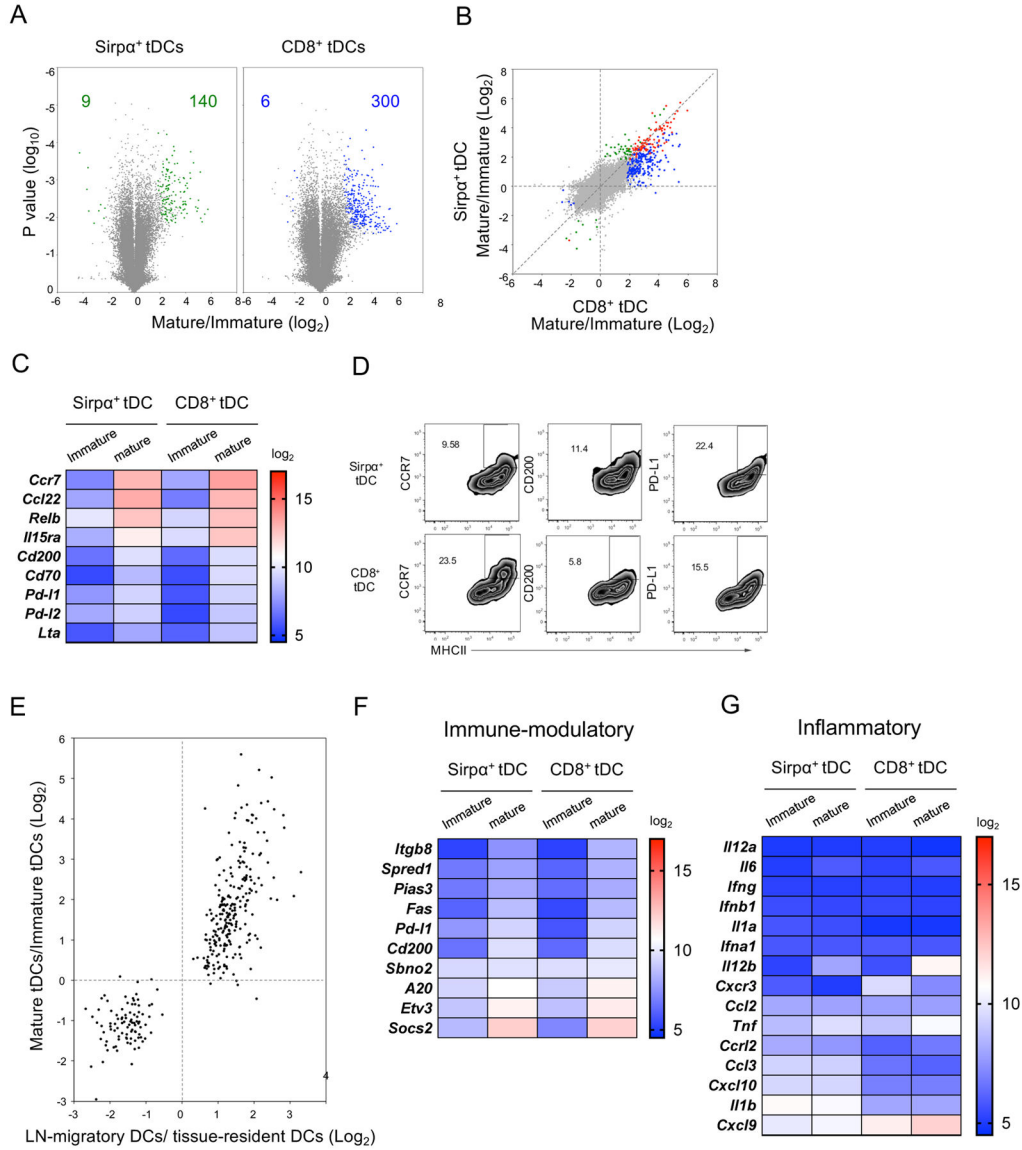 A
Sirpα⁺ tDCs
CD8⁺ tDCs
P value (log₁₀)
-6
-5
-4
-3
-2
-1
0
9
140
6
300
-6 -4 -2 0 2 4 6 8
-6 -4 -2 0 2 4 6 8
Mature/Immature (log₂)
B
Sirpα⁺ tDC
Mature/Immature (Log₂)
8
6
4
2
0
-2
-4
-6
-6 -4 -2 0 2 4 6 8
CD8⁺ tDC
Mature/Immature (Log₂)
C
Sirpα⁺ tDC CD8⁺ tDC
Immature mature Immature mature
log₂
Ccr7
Ccl22
Relb
Il15ra
Cd200
Cd70
Pd-l1
Pd-l2
Lta
15
10
5
D
Sirpα⁺
tDC
CCR7
9.58
CD200
11.4
PD-L1
22.4
CD8⁺
tDC
CCR7
23.5
CD200
5.8
PD-L1
15.5
MHCII
E
Mature tDCs/Immature tDCs (Log₂)
6
5
4
3
2
1
0
-1
-2
-3
-3 -2 -1 0 1 2 3 4
LN-migratory DCs/ tissue-resident DCs (Log₂)
F
Immune-modulatory
Sirpα⁺ tDC CD8⁺ tDC
Immature mature Immature mature
log₂
Itgb8
Spred1
Pias3
Fas
Pd-l1
Cd200
Sbno2
A20
Etv3
Socs2
15
10
5
G
Inflammatory
Sirpα⁺ tDC CD8⁺ tDC
Immature mature Immature mature
log₂
Il12a
Il6
Ifng
Ifnb1
Il1a
Ifna1
Il12b
Cxcr3
Ccl2
Tnf
Ccrl2
Ccl3
Cxcl10
Il1b
Cxcl9
15
10
5